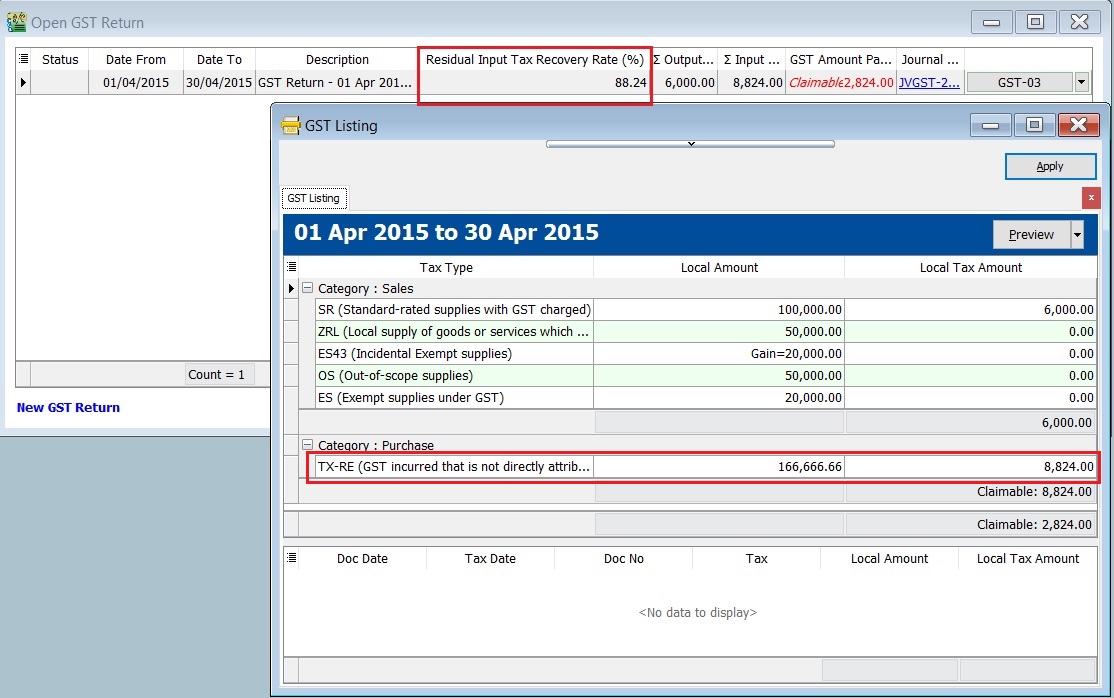 Open GST Return
Status Date From Date To Description Residual Input Tax Recovery Rate (%) Σ Output... Σ Input ... GST Amount Pa... Journal ...
01/04/2015 30/04/2015 GST Return - 01 Apr 201... 88.24 6,000.00 8,824.00 Claimable2,824.00 JVGST-2... GST-03
Count = 1
New GST Return
GST Listing
Apply
GST Listing
01 Apr 2015 to 30 Apr 2015 Preview
Tax Type Local Amount Local Tax Amount
Category : Sales
SR (Standard-rated supplies with GST charged) 100,000.00 6,000.00
ZRL (Local supply of goods or services which ... 50,000.00 0.00
ES43 (Incidental Exempt supplies) Gain=20,000.00 0.00
OS (Out-of-scope supplies) 50,000.00 0.00
ES (Exempt supplies under GST) 20,000.00 0.00
6,000.00
Category : Purchase
TX-RE (GST incurred that is not directly attrib... 166,666.66 8,824.00
Claimable: 8,824.00
Claimable: 2,824.00
Doc Date Tax Date Doc No Tax Local Amount Local Tax Amount
<No data to display>